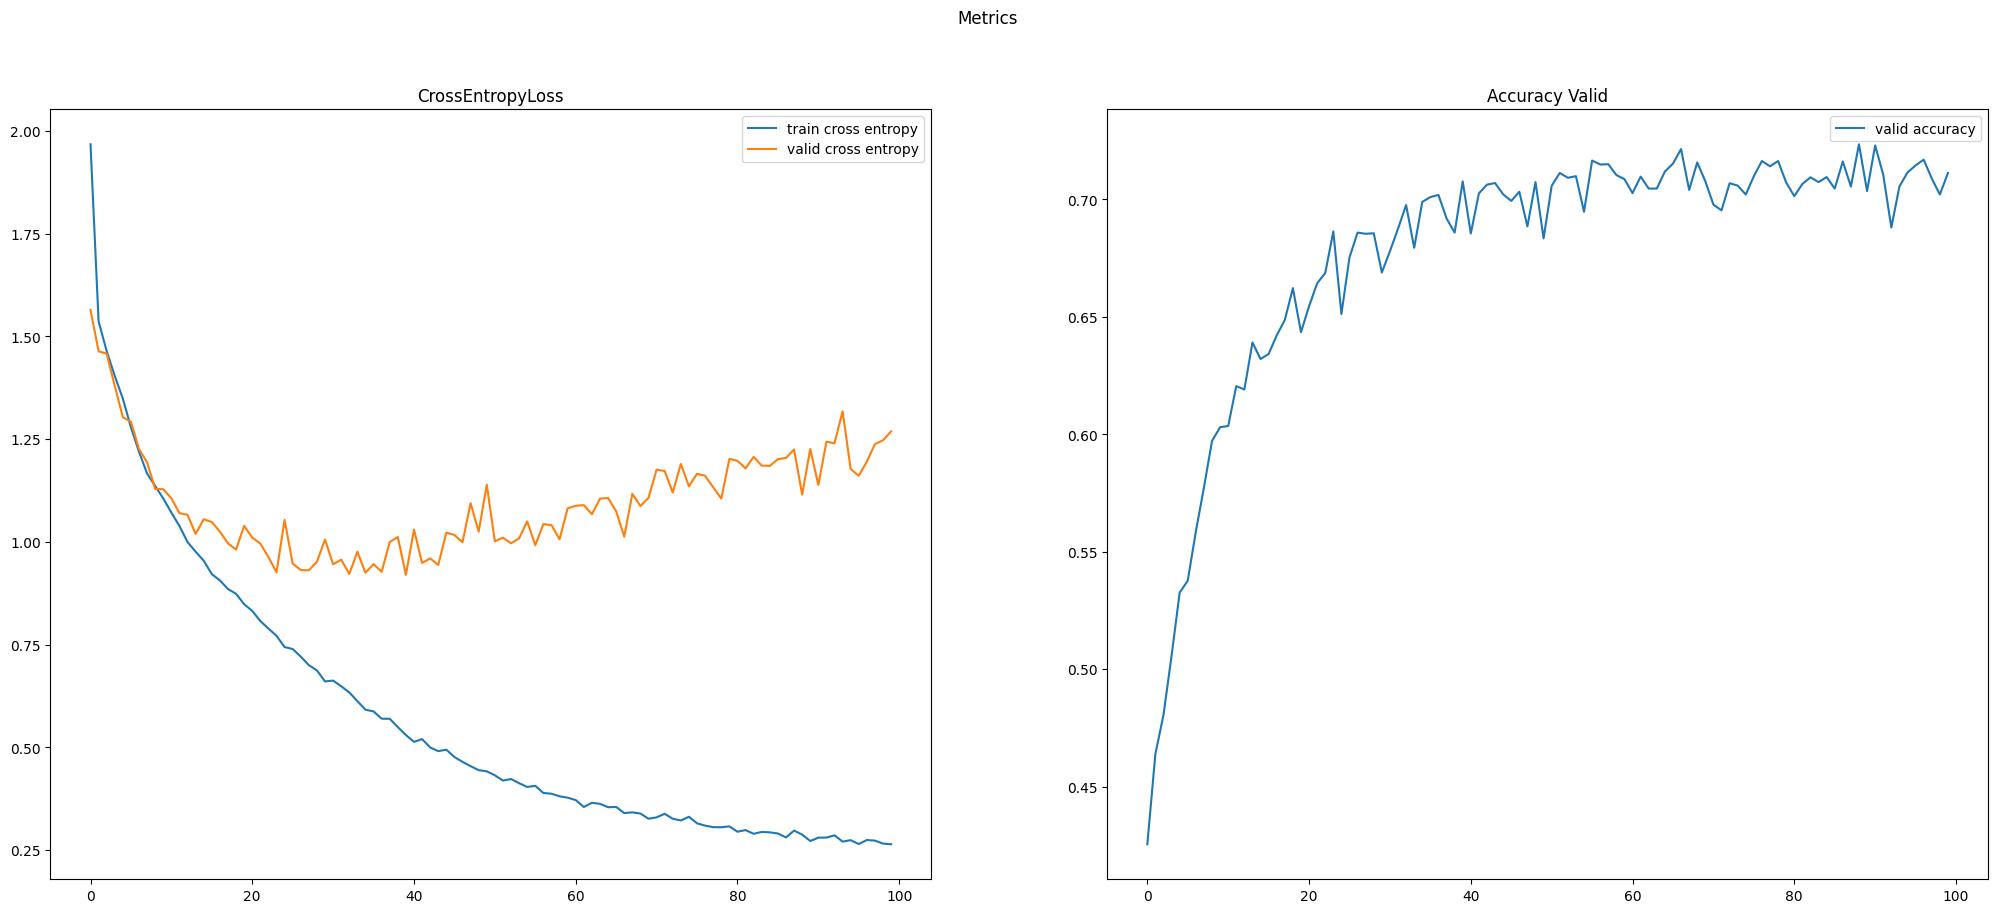 Metrics
CrossEntropyLoss
train cross entropy
valid cross entropy
2.00
1.75
1.50
1.25
1.00
0.75
0.50
0.25
0 20 40 60 80 100
Accuracy Valid
valid accuracy
0.70
0.65
0.60
0.55
0.50
0.45
0 20 40 60 80 100